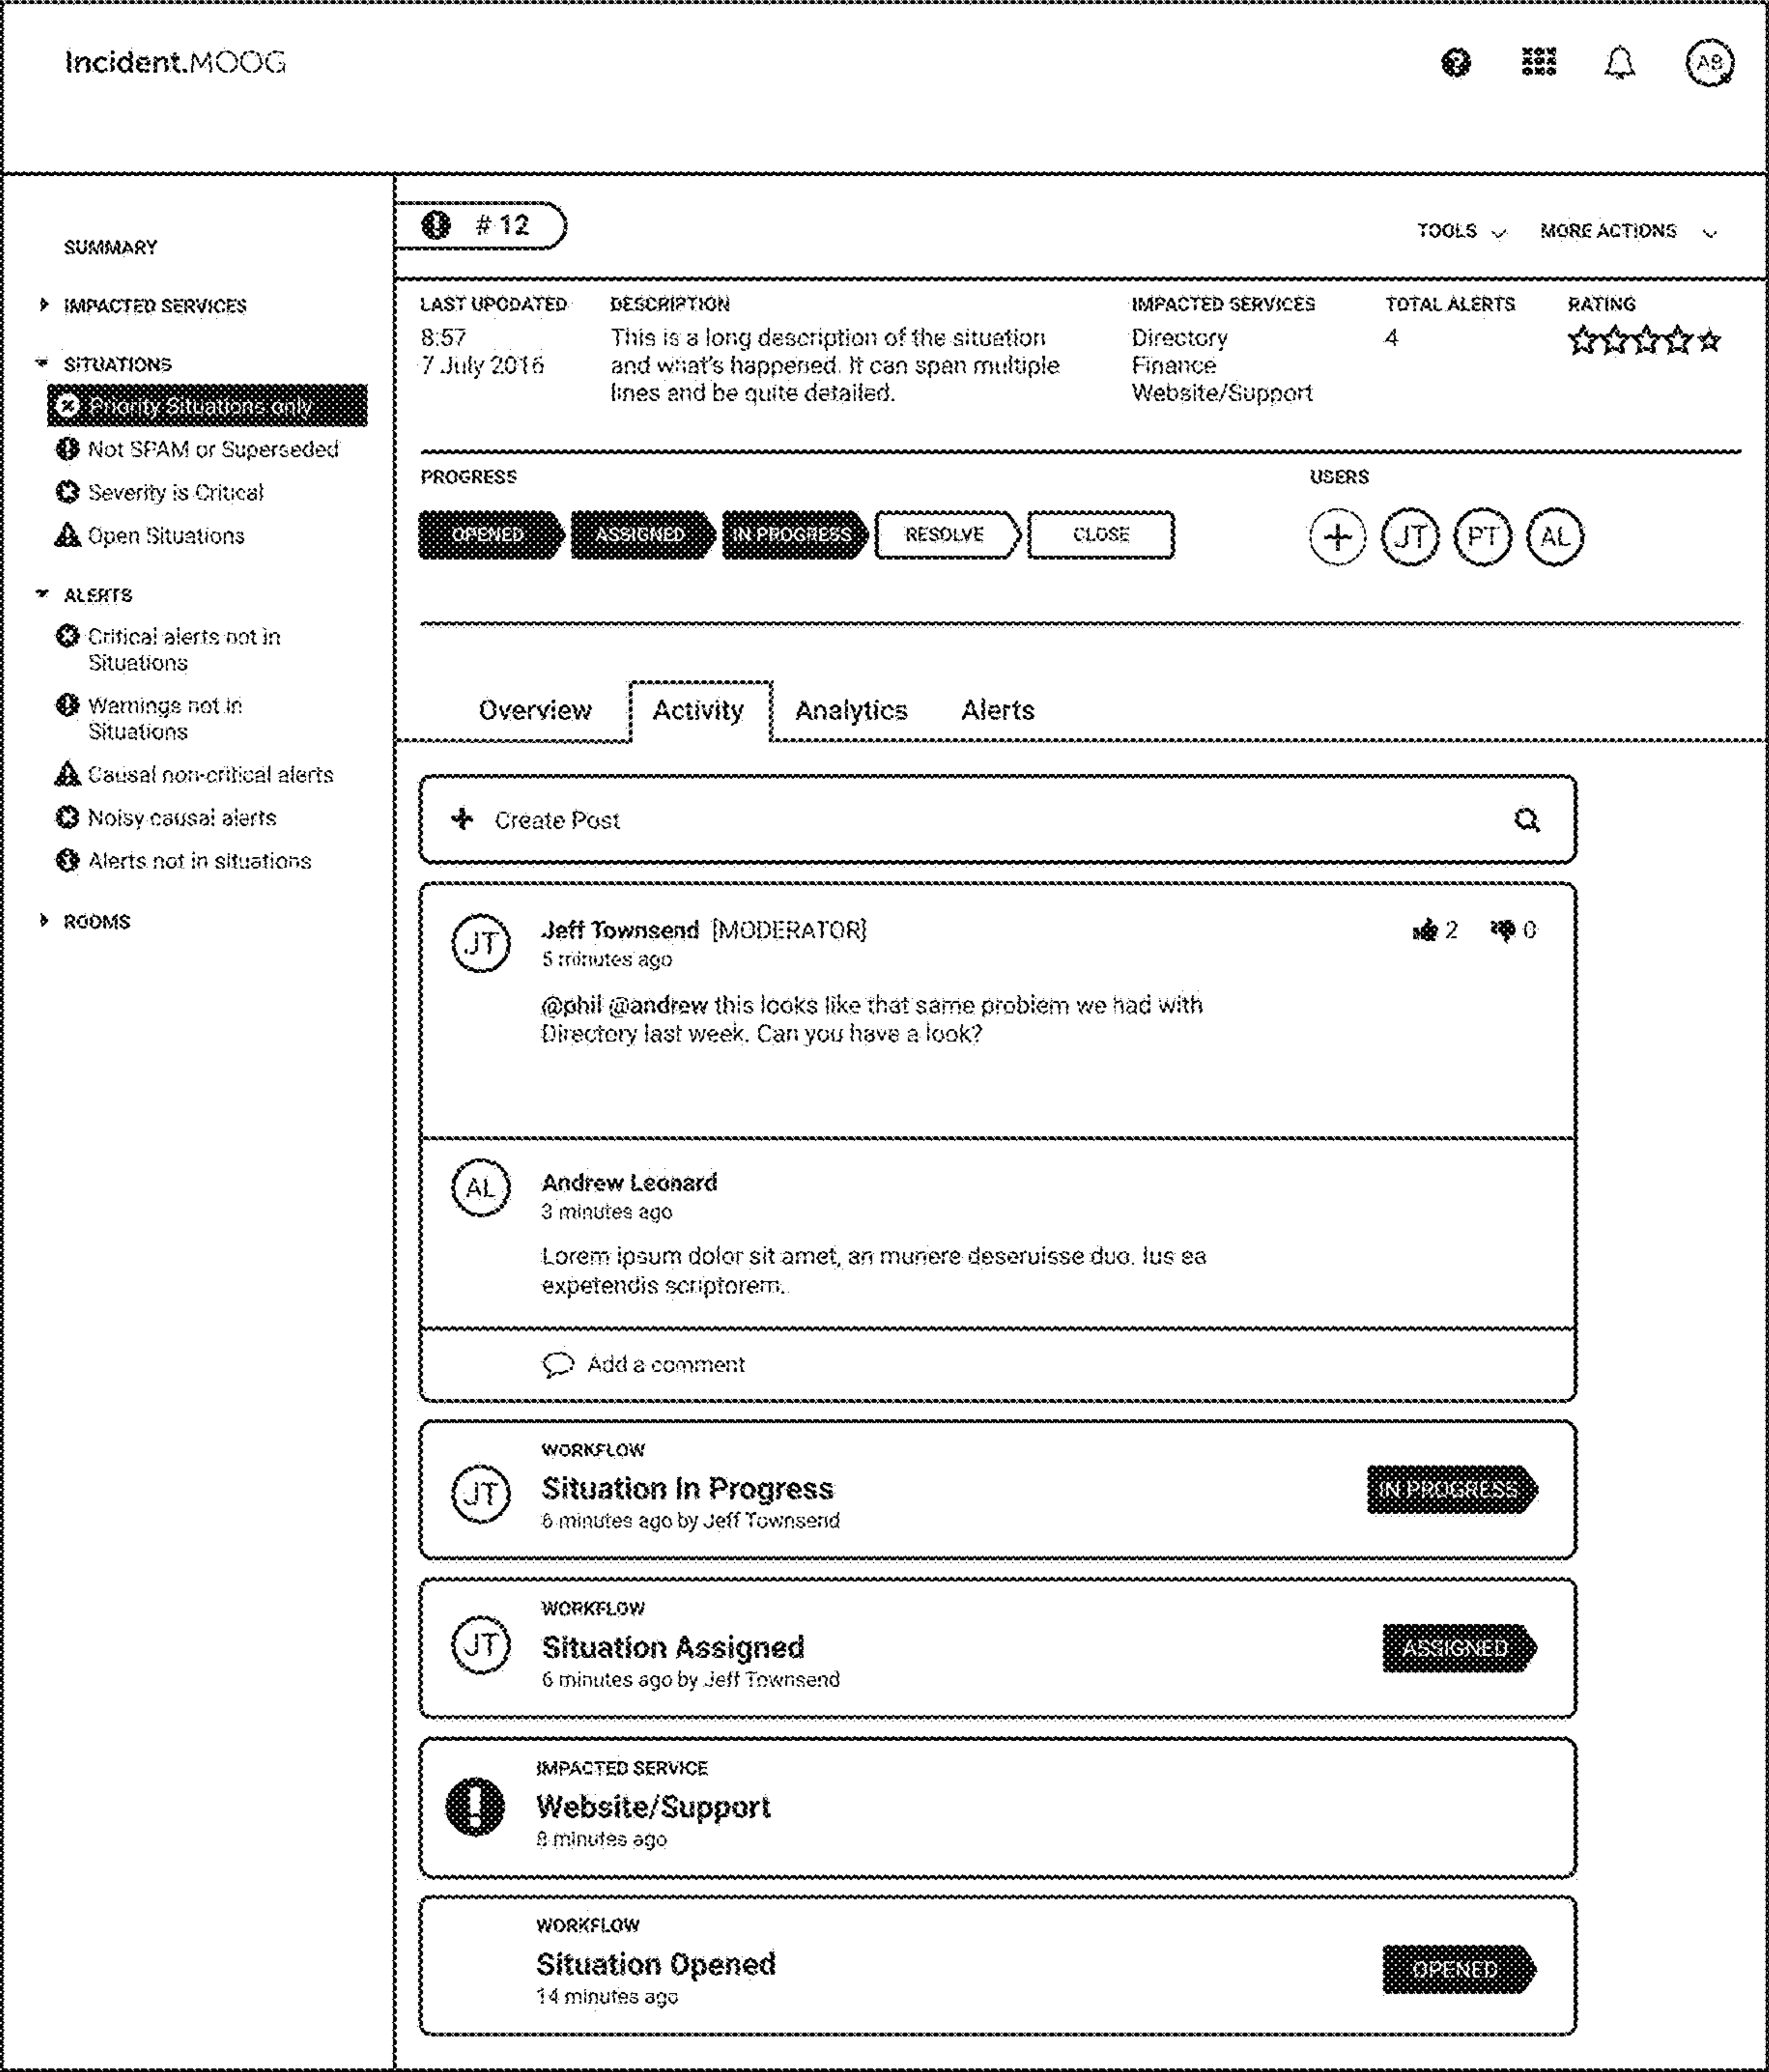 Incident.MOOG
AB
SUMMARY
IMPACTED SERVICES
SITUATIONS
Priority Situations only
Not SPAM or Superseded
Severity is Critical
Open Situations
ALERTS
Critical alerts not in
Situations
Warnings not in
Situations
Causal non-critical alerts
Noisy causal alerts
Alerts not in situations
ROOMS
# 12
TOOLS
MORE ACTIONS
LAST UPODATED
8:57
7 July 2016
DESCRIPTION
This is a long description of the situation
and what's happened. It can span multiple
lines and be quite detailed.
IMPACTED SERVICES
Directory
Finance
Website/Support
TOTAL ALERTS
4
RATING
PROGRESS
OPENED
ASSIGNED
IN PROGRESS
RESOLVE
CLOSE
USERS
JT
PT
AL
Overview
Activity
Analytics
Alerts
Create Post
JT
Jeff Townsend [MODERATOR]
5 minutes ago
2
0
@phil @andrew this looks like that same problem we had with
Directory last week. Can you have a look?
AL
Andrew Leonard
3 minutes ago
Lorem ipsum dolor sit amet, an munere deseruisse duo. Ius ea
expetendis scriptorem.
Add a comment
WORKFLOW
JT
Situation In Progress
6 minutes ago by Jeff Townsend
IN PROGRESS
WORKFLOW
JT
Situation Assigned
6 minutes ago by Jeff Townsend
ASSIGNED
IMPACTED SERVICE
Website/Support
8 minutes ago
WORKFLOW
Situation Opened
14 minutes ago
OPENED